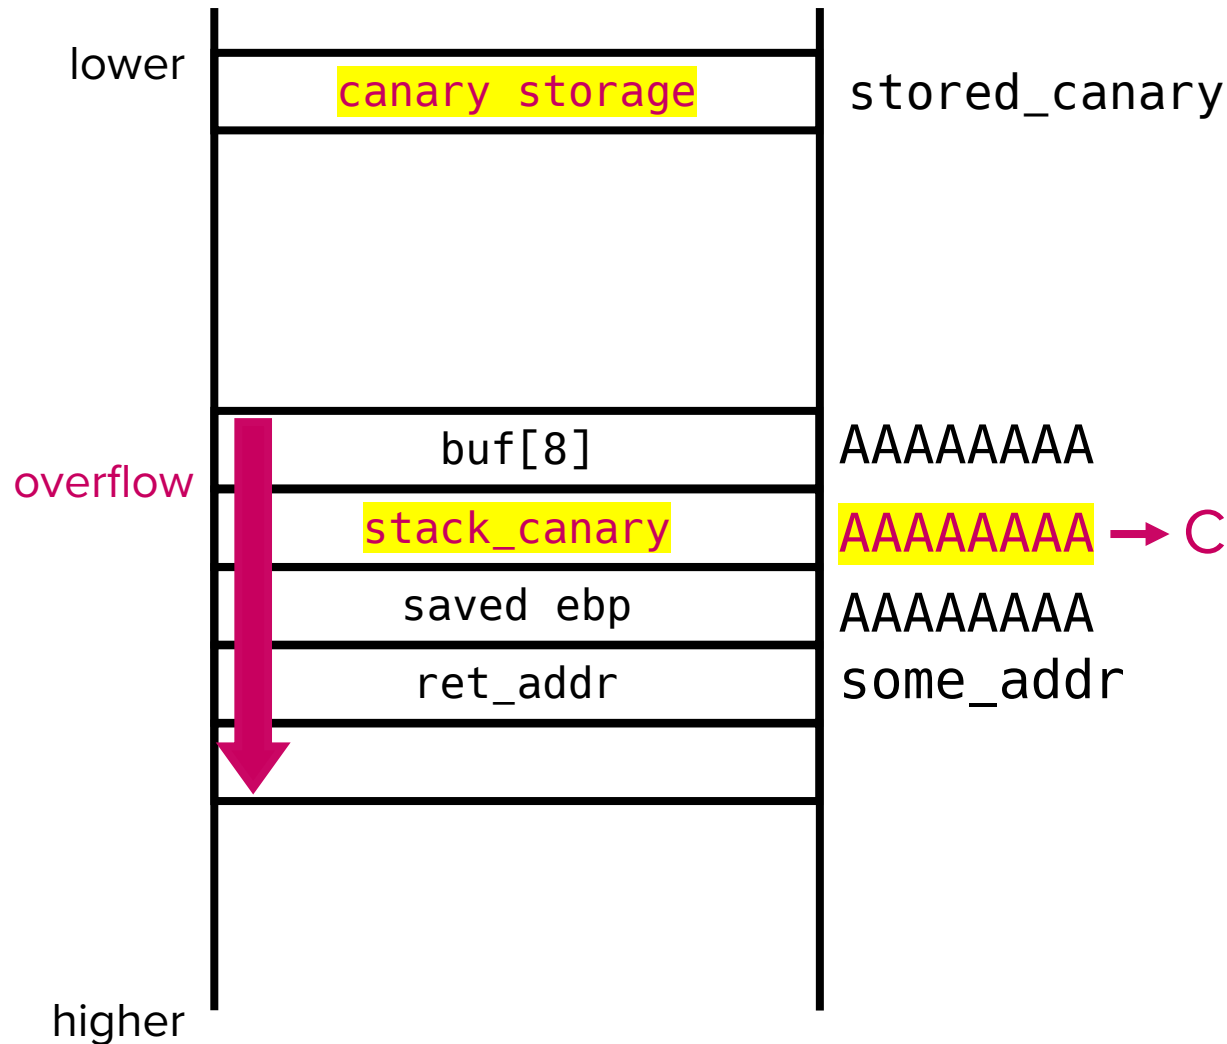 lower
canary storage stored_canary
buf[8] AAAAAAAA
overflow
stack_canary AAAAAAAA → C
saved ebp AAAAAAAA
ret_addr some_addr
higher